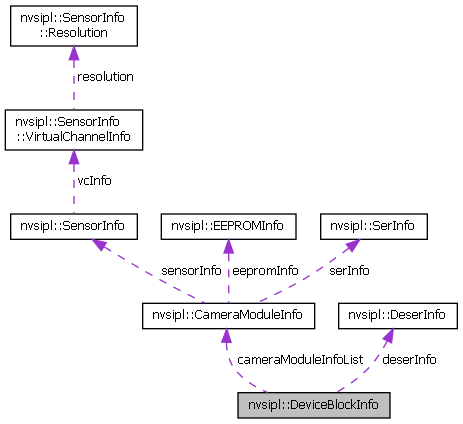 nvsipl::SensorInfo
::Resolution
resolution
nvsipl::SensorInfo
::VirtualChannelInfo
vcInfo
nvsipl::SensorInfo
nvsipl::EEPROMInfo
nvsipl::SerInfo
sensorInfo
eepromInfo
serInfo
nvsipl::CameraModuleInfo
nvsipl::DeserInfo
cameraModuleInfoList
deserInfo
nvsipl::DeviceBlockInfo